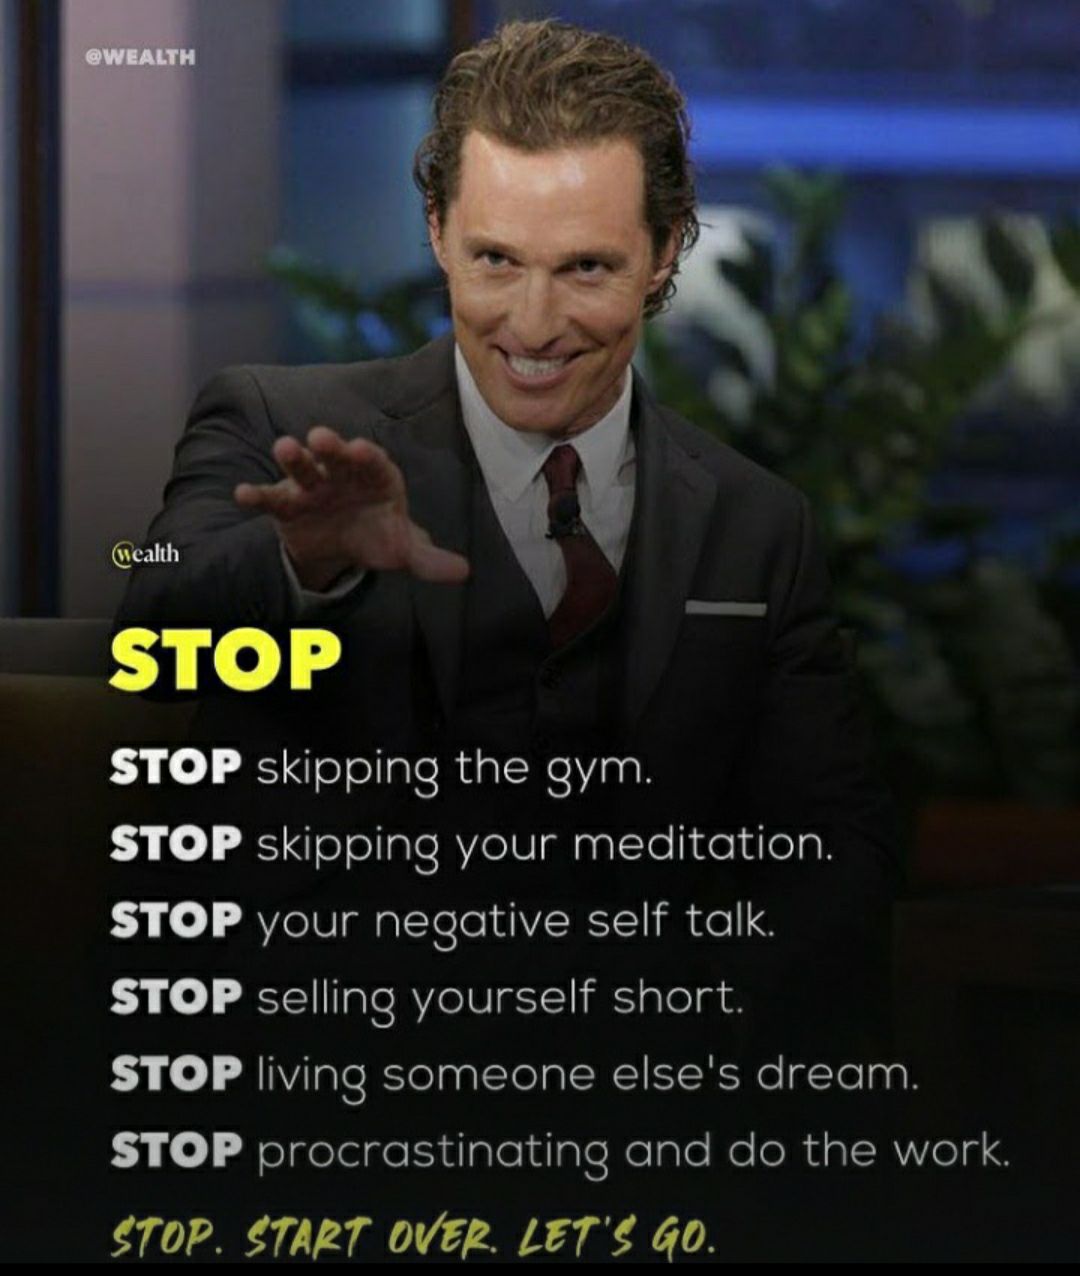 @WEALTH
wealth
STOP
STOP skipping the gym.
STOP skipping your meditation.
STOP your negative self talk.
STOP selling yourself short.
STOP living someone else's dream.
STOP procrastinating and do the work.
STOP. START OVER. LET'S GO.